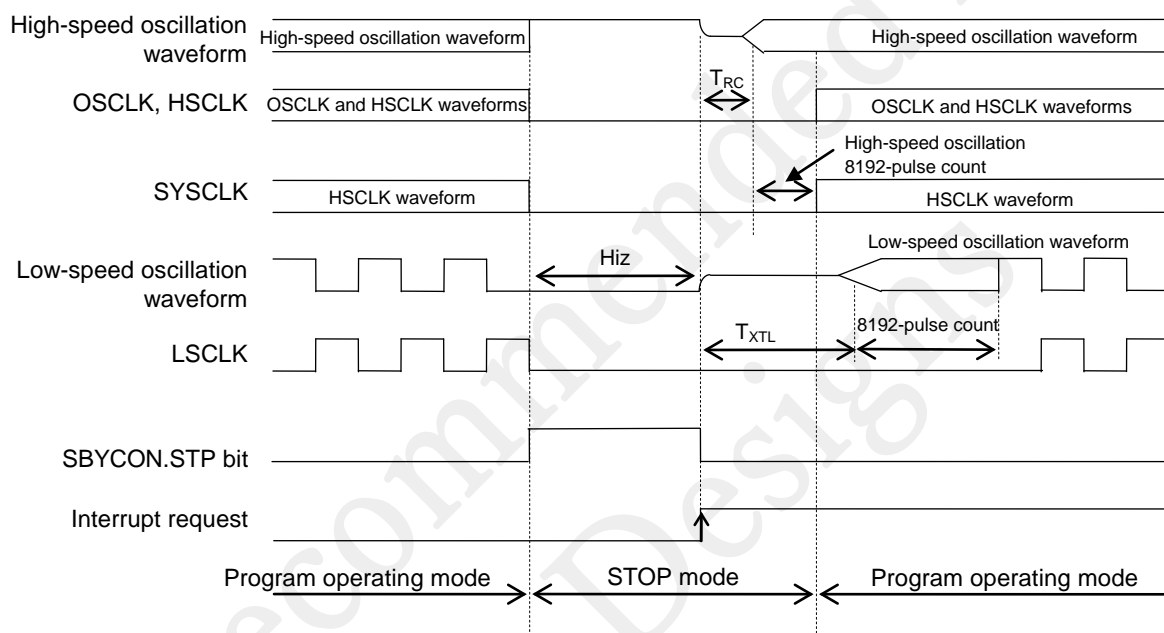 High-speed oscillation
waveform
High-speed oscillation waveform
High-speed oscillation waveform
TRC
OSCLK, HSCLK
OSCLK and HSCLK waveforms
OSCLK and HSCLK waveforms
High-speed oscillation
8192-pulse count
SYSCLK
HSCLK waveform
HSCLK waveform
Low-speed oscillation
waveform
Hiz
Low-speed oscillation waveform
TXTL
8192-pulse count
LSCLK
SBYCON.STP bit
Interrupt request
Program operating mode
STOP mode
Program operating mode
ecommended
Designs